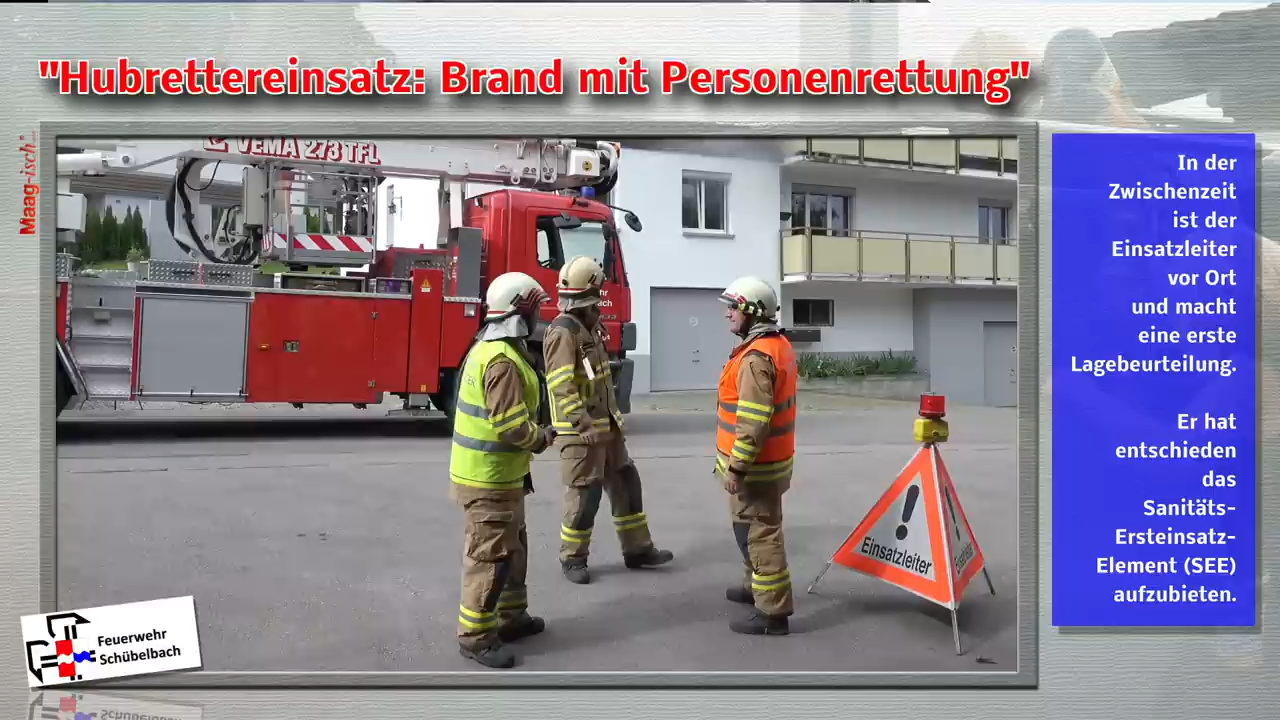 "Hubrettereinsatz: Brand mit Personenrettung"
Maag-isch"...
VEMA 273 TFL
In der
Zwischenzeit
ist der
Einsatzleiter
vor Ort
und macht
eine erste
Lagebeurteilung.
Er hat
entschieden
das
Sanitäts-
Ersteinsatz-
Element (SEE)
aufzubieten.
Einsatzleiter
Feuerwehr
Schübelbach